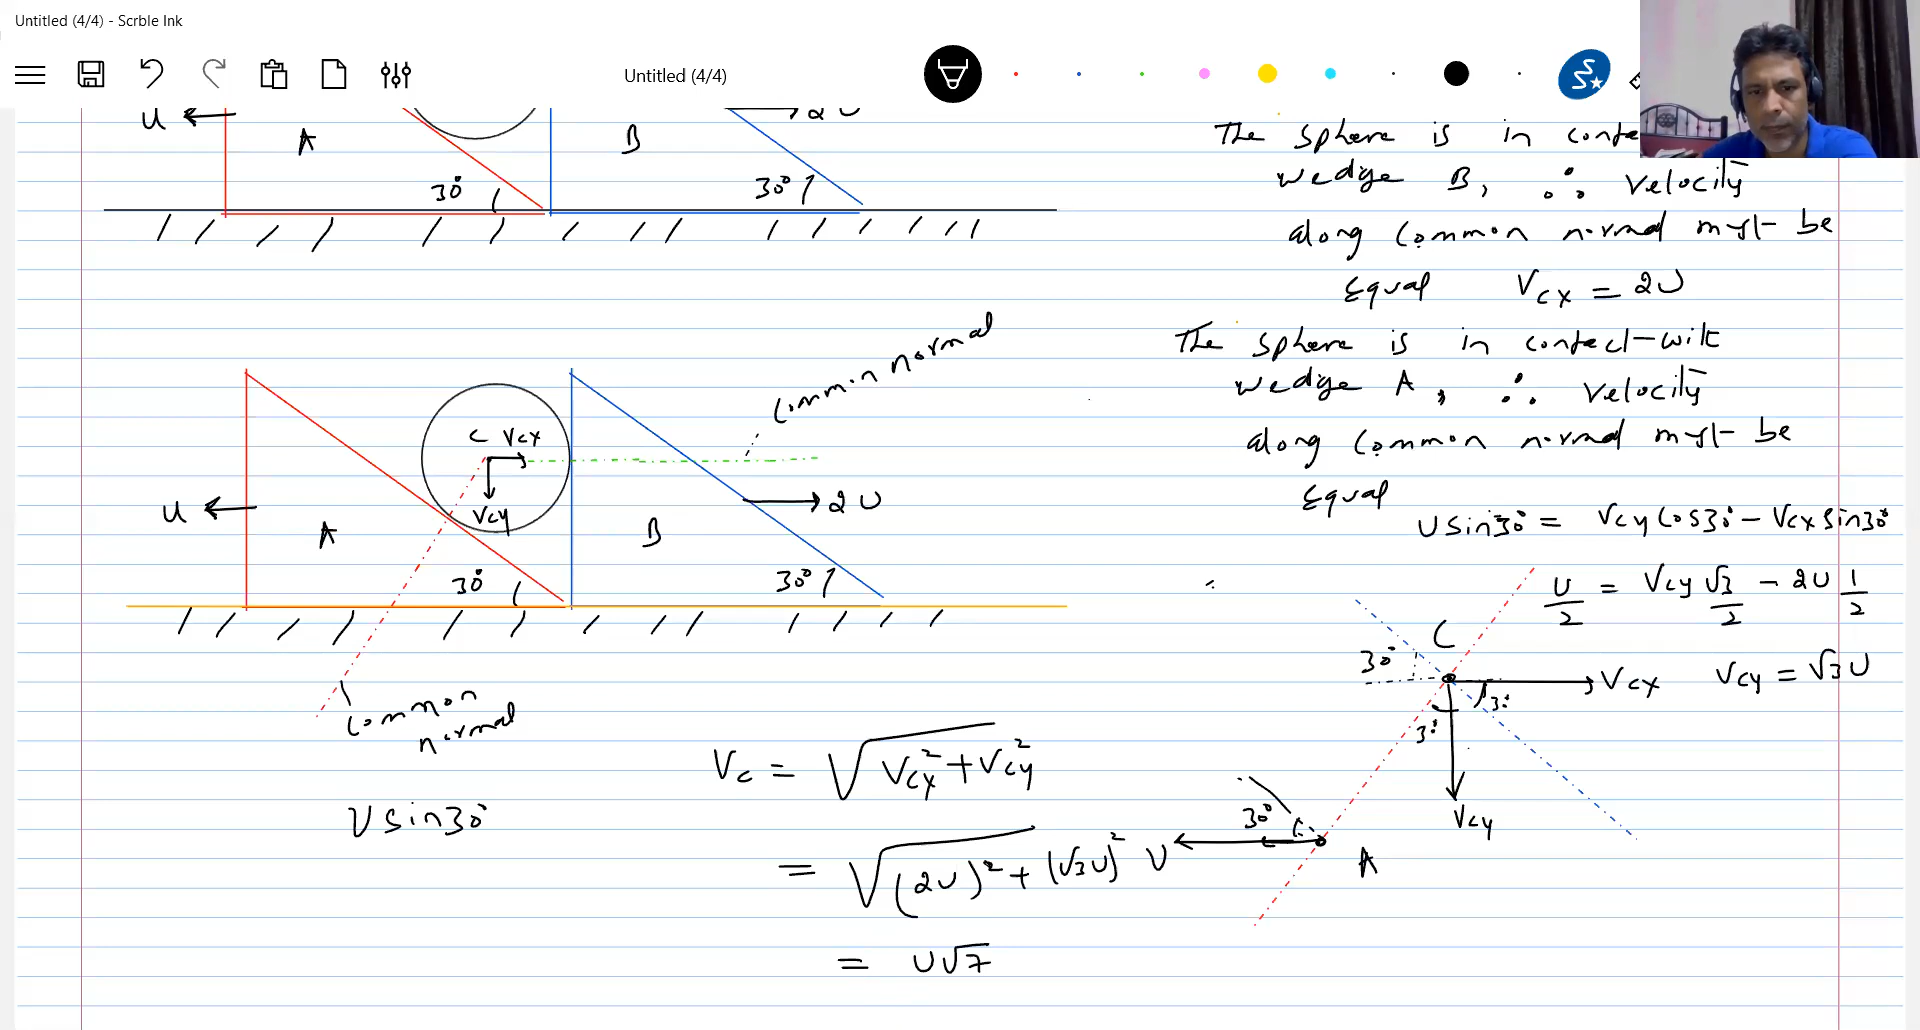 Untitled (4/4) - Scrble Ink
Untitled (4/4)
U A B 2U
30° 30°
The sphere is in
wedge B, ∴ velocity
along common normal must be
Equal VCX = 2U
The sphere is in contact-with
wedge A, ∴ velocity
along common normal must be
Equal
U sin30° = VCY Cos30° - VCX sin30°
U/2 = VCY √3/2 - 2U 1/2
VCY = √3 U
common normal
C VCX
VCY
U A B 2U
30° 30°
common
normal
U sin30°
VC = √VCX² + VCY²
= √(2U)² + (√3U)²
= U√7
C
30°
VCX
VCY
30°
U
A